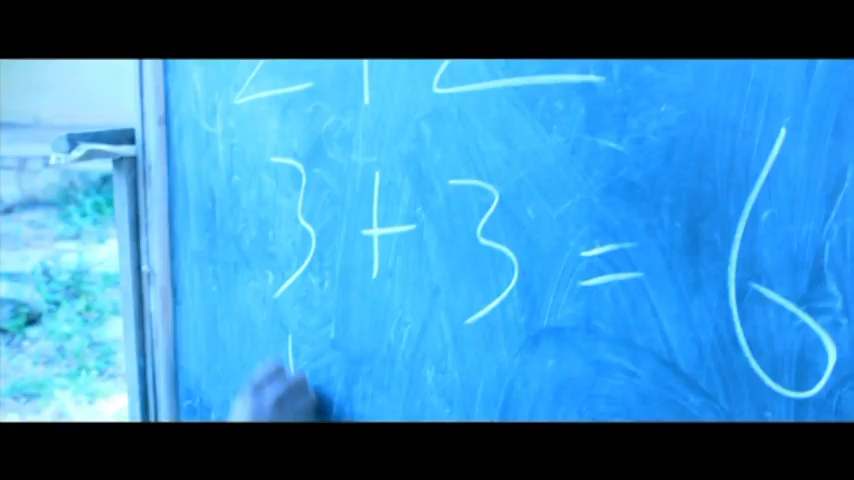 2 + 2
3 + 3 = 6